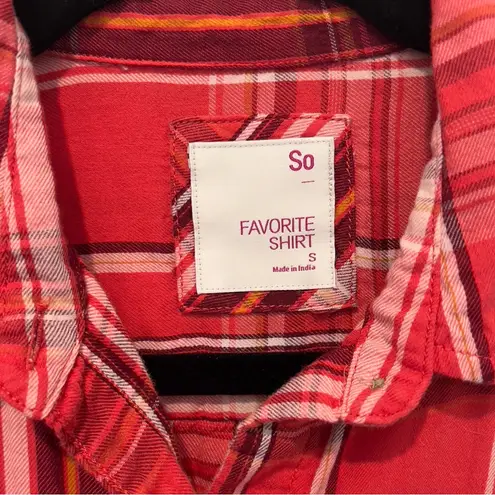 So
FAVORITE
SHIRT
S
Made in India